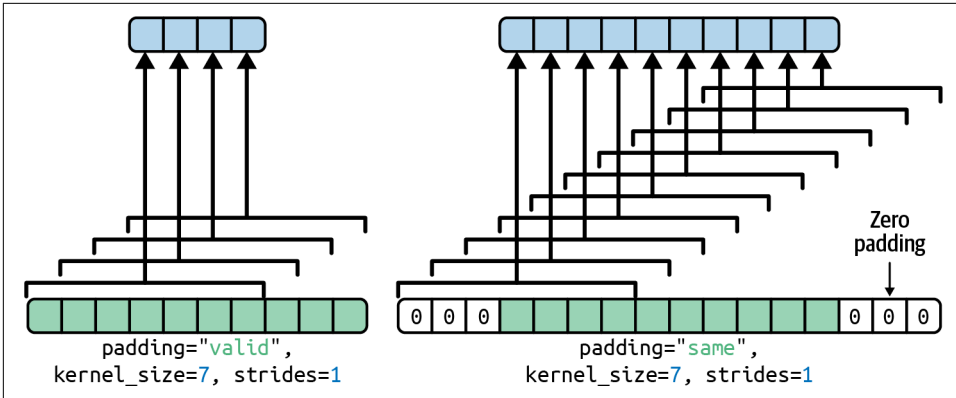 Zero
padding
0 0 0 0 0 0
padding="valid",
kernel_size=7, strides=1
padding="same",
kernel_size=7, strides=1